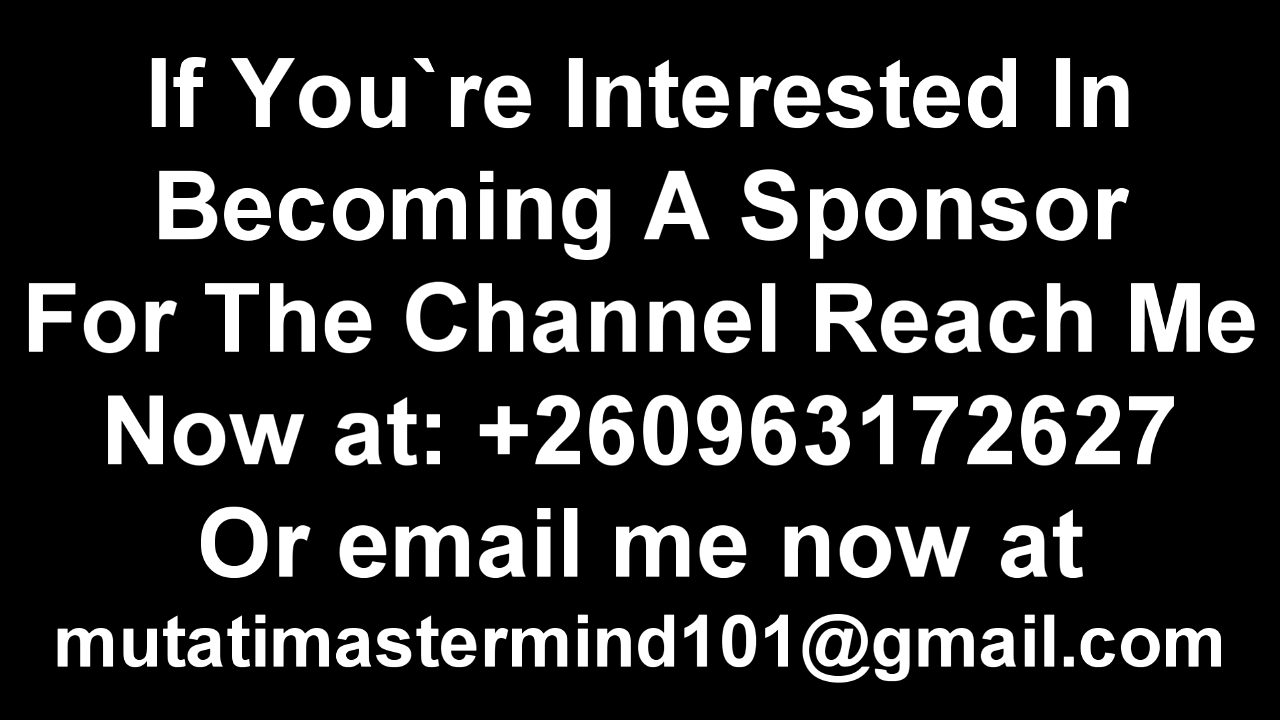 If You`re Interested In
Becoming A Sponsor
For The Channel Reach Me
Now at: +260963172627
Or email me now at
mutatimastermind101@gmail.com